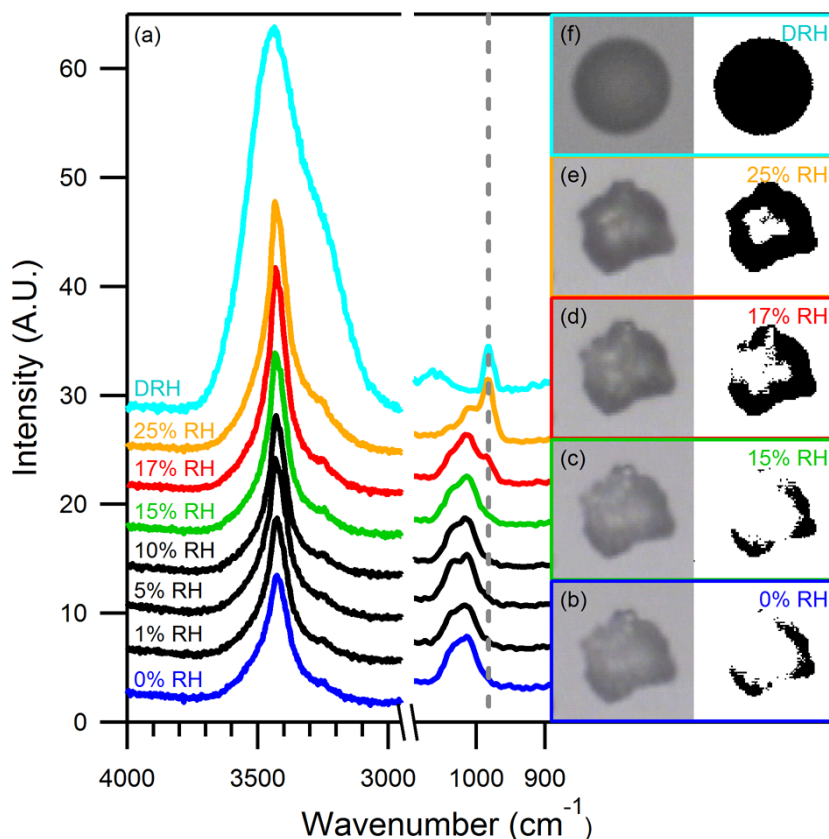 (a)
Intensity (A.U.)
60
50
40
30
20
10
0
DRH
25% RH
17% RH
15% RH
10% RH
5% RH
1% RH
0% RH
4000
3500
3000
1000
900
Wavenumber (cm⁻¹)
(f)
DRH
(e)
25% RH
(d)
17% RH
(c)
15% RH
(b)
0% RH